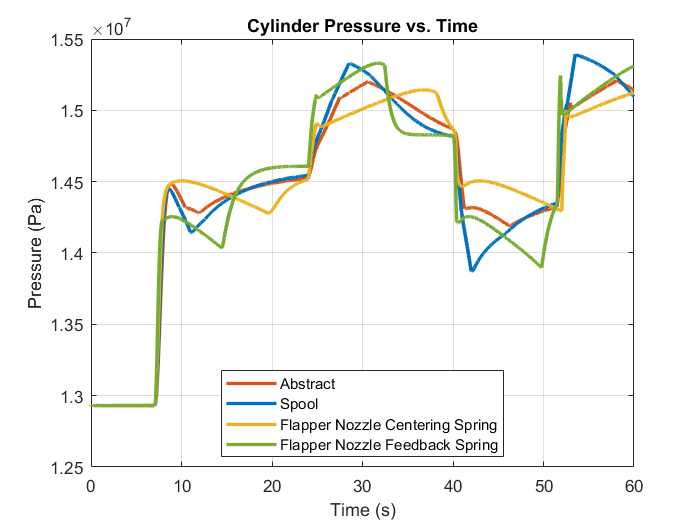 Cylinder Pressure vs. Time
×10⁷
1.55
1.5
1.45
1.4
1.35
1.3
1.25
Pressure (Pa)
Abstract
Spool
Flapper Nozzle Centering Spring
Flapper Nozzle Feedback Spring
0 10 20 30 40 50 60
Time (s)